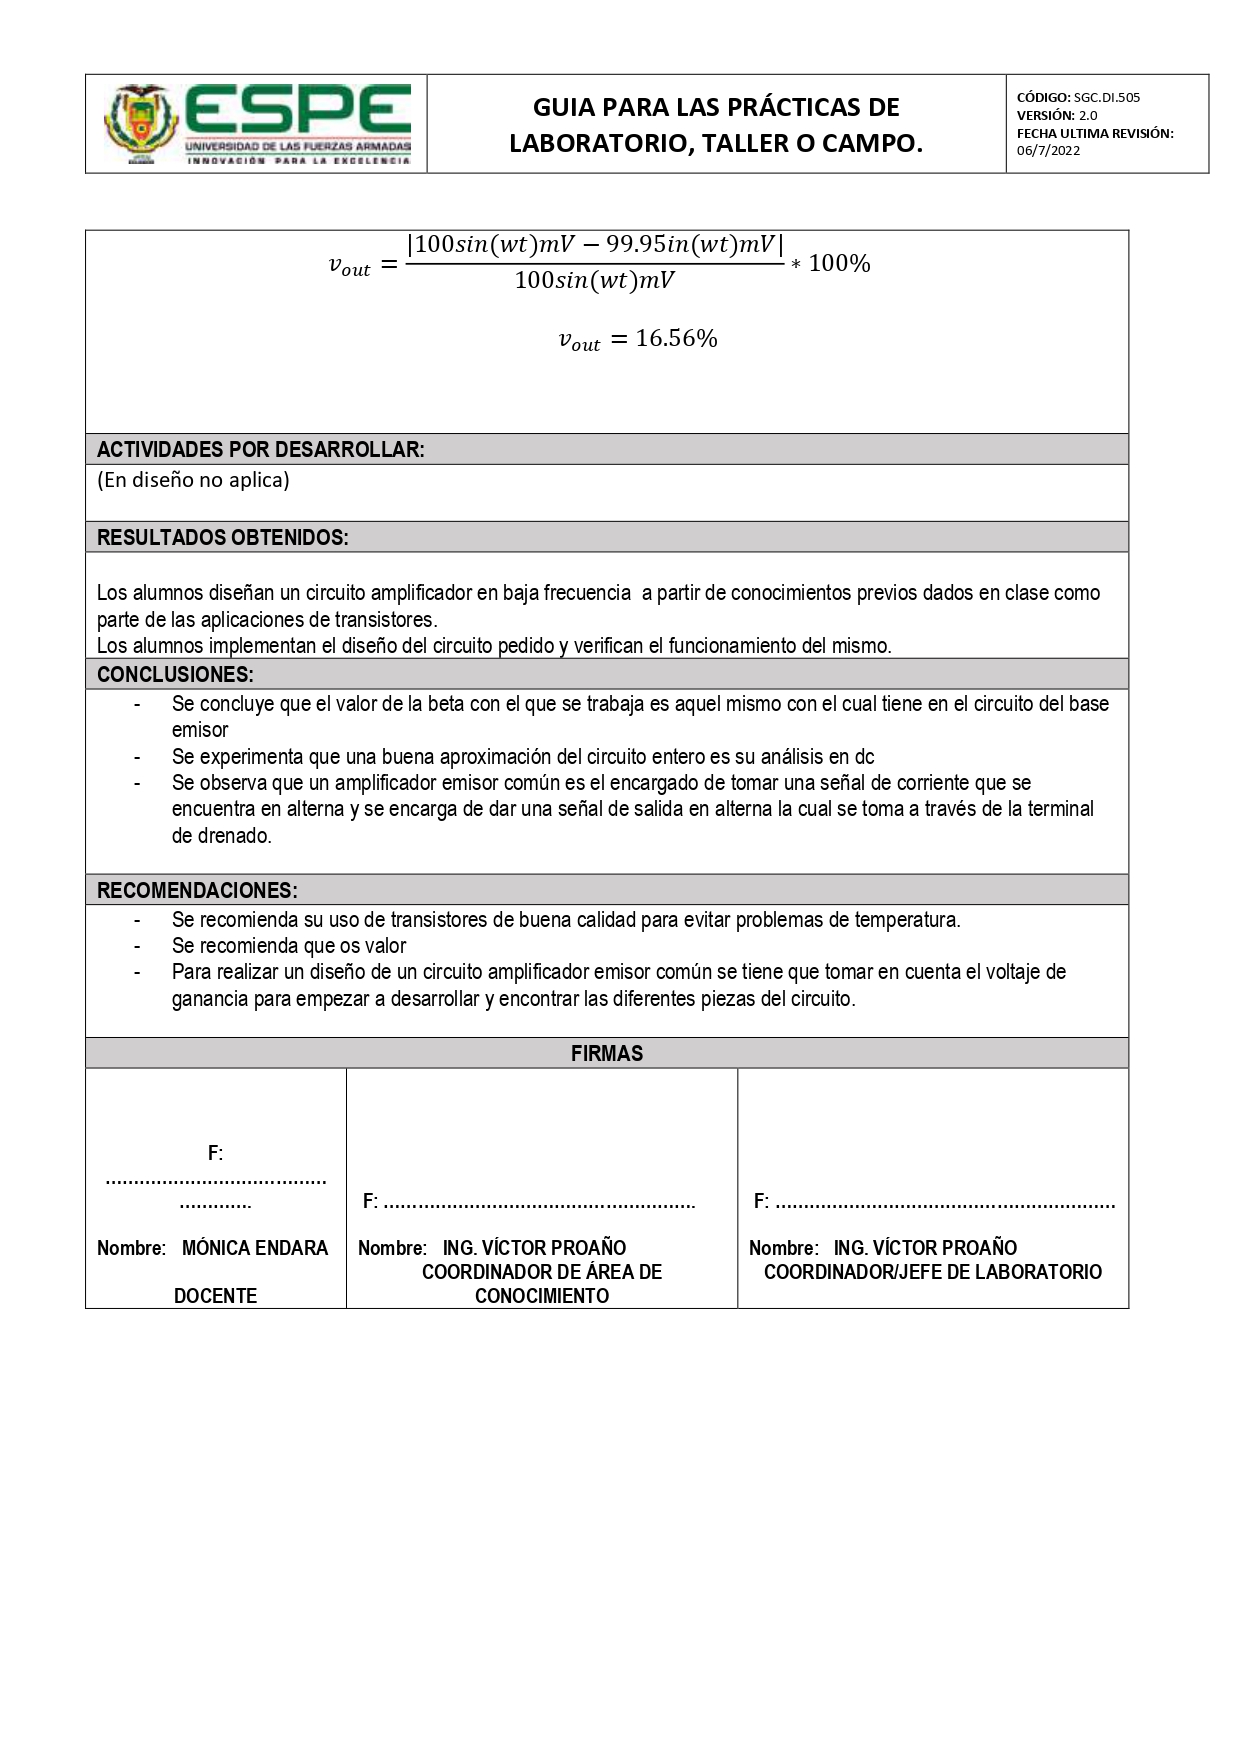 ESPE
UNIVERSIDAD DE LAS FUERZAS ARMADAS
INNOVACIÓN PARA LA EXCELENCIA
GUIA PARA LAS PRÁCTICAS DE
LABORATORIO, TALLER O CAMPO.
CÓDIGO: SGC.DI.505
VERSIÓN: 2.0
FECHA ULTIMA REVISIÓN:
06/7/2022
v_out = |100sin(wt)mV − 99.95in(wt)mV| / 100sin(wt)mV ∗ 100%
v_out = 16.56%
ACTIVIDADES POR DESARROLLAR:
(En diseño no aplica)
RESULTADOS OBTENIDOS:
Los alumnos diseñan un circuito amplificador en baja frecuencia  a partir de conocimientos previos dados en clase como
parte de las aplicaciones de transistores.
Los alumnos implementan el diseño del circuito pedido y verifican el funcionamiento del mismo.
CONCLUSIONES:
- Se concluye que el valor de la beta con el que se trabaja es aquel mismo con el cual tiene en el circuito del base
emisor
- Se experimenta que una buena aproximación del circuito entero es su análisis en dc
- Se observa que un amplificador emisor común es el encargado de tomar una señal de corriente que se
encuentra en alterna y se encarga de dar una señal de salida en alterna la cual se toma a través de la terminal
de drenado.
RECOMENDACIONES:
- Se recomienda su uso de transistores de buena calidad para evitar problemas de temperatura.
- Se recomienda que os valor
- Para realizar un diseño de un circuito amplificador emisor común se tiene que tomar en cuenta el voltaje de
ganancia para empezar a desarrollar y encontrar las diferentes piezas del circuito.
FIRMAS
F:
.......................................
.............
Nombre: MÓNICA ENDARA
DOCENTE
F: .......................................................
Nombre: ING. VÍCTOR PROAÑO
COORDINADOR DE ÁREA DE
CONOCIMIENTO
F: ............................................................
Nombre: ING. VÍCTOR PROAÑO
COORDINADOR/JEFE DE LABORATORIO